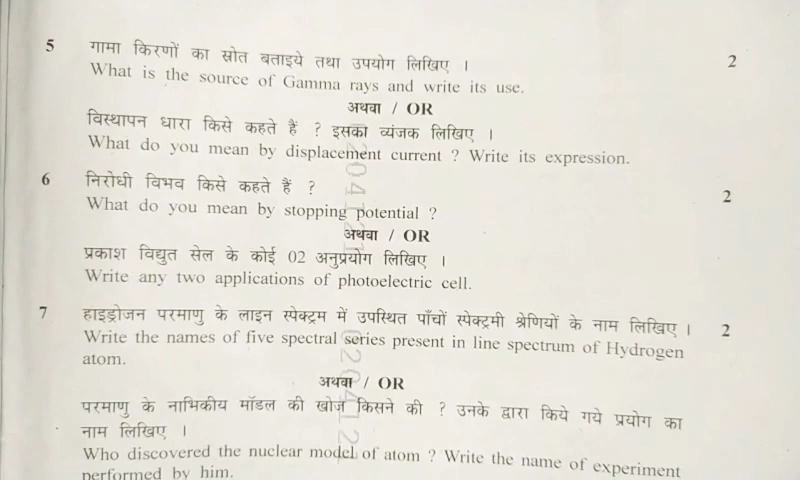 5 गामा किरणों का स्रोत बताइये तथा उपयोग लिखिए । 2
What is the source of Gamma rays and write its use.
अथवा / OR
विस्थापन धारा किसे कहते हैं ? इसका व्यंजक लिखिए ।
What do you mean by displacement current ? Write its expression.
6 निरोधी विभव किसे कहते हैं ? 2
What do you mean by stopping potential ?
अथवा / OR
प्रकाश विद्युत सेल के कोई 02 अनुप्रयोग लिखिए ।
Write any two applications of photoelectric cell.
7 हाइड्रोजन परमाणु के लाइन स्पेक्ट्रम में उपस्थित पाँचों स्पेक्ट्रमी श्रेणियों के नाम लिखिए । 2
Write the names of five spectral series present in line spectrum of Hydrogen
atom.
अथवा / OR
परमाणु के नाभिकीय मॉडल की खोज किसने की ? उनके द्वारा किये गये प्रयोग का
नाम लिखिए ।
Who discovered the nuclear model of atom ? Write the name of experiment
performed by him.